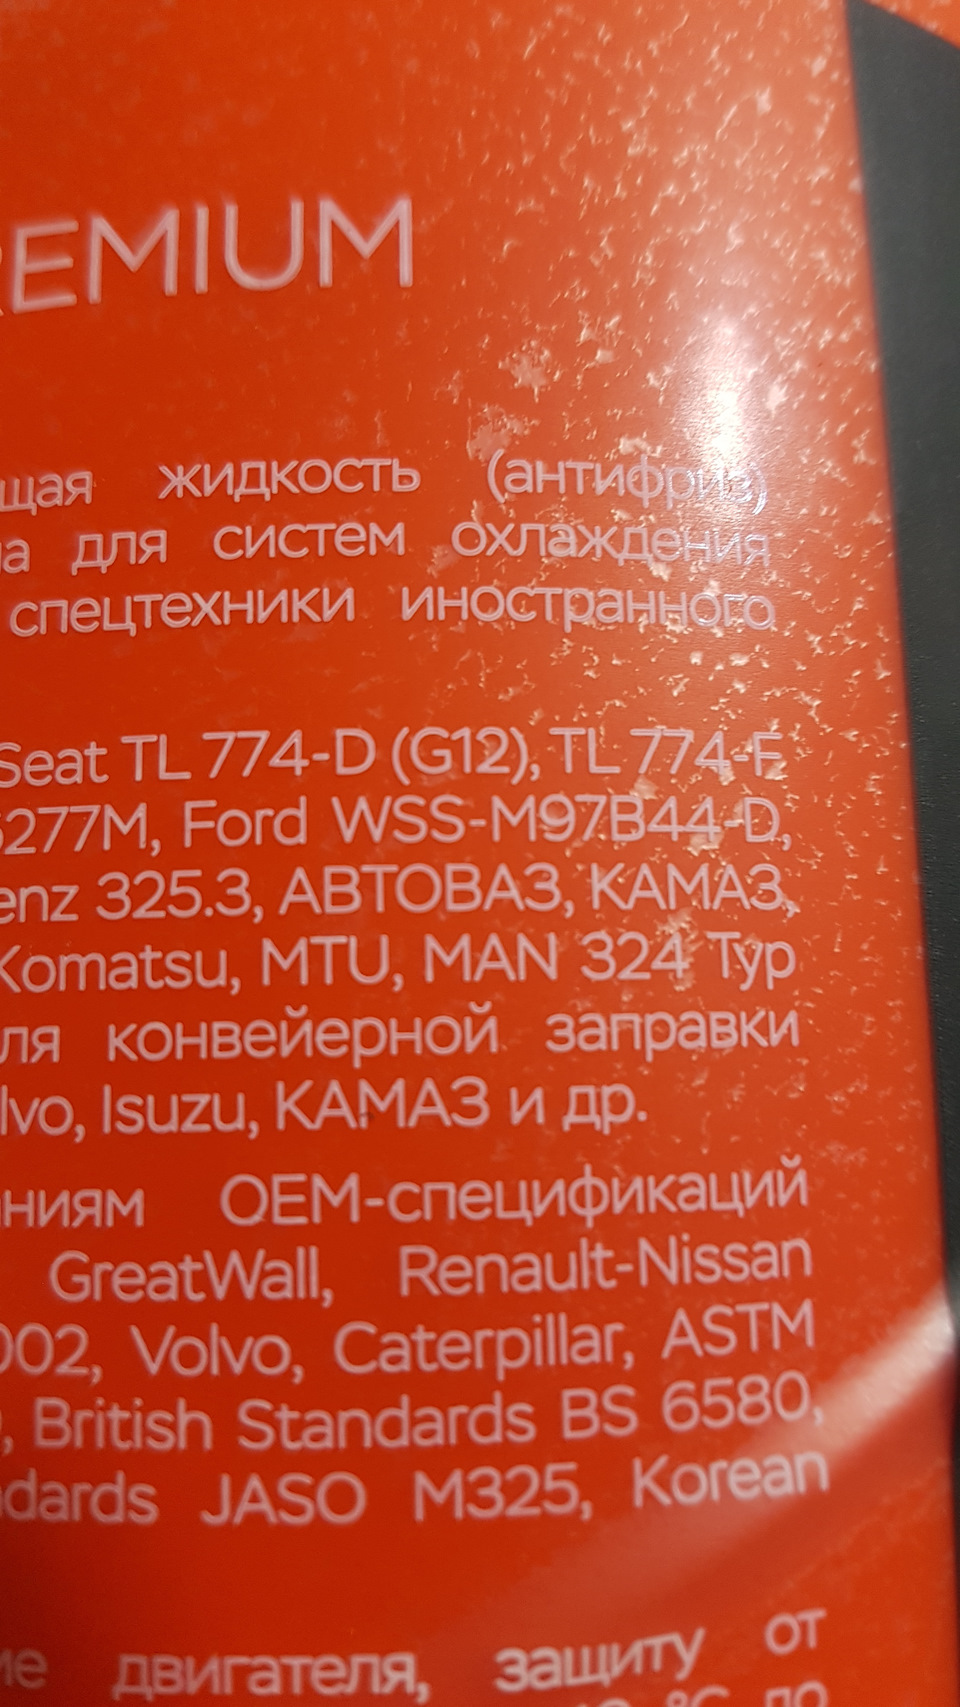 REMIUM
щая жидкость (антифриз)
на для систем охлаждения
спецтехники иностранного
Seat TL 774-D (G12), TL 774-F
6277M, Ford WSS-M97B44-D,
enz 325.3, АВТОВАЗ, КАМАЗ,
Komatsu, MTU, MAN 324 Typ
ля конвейерной заправки
lvo, Isuzu, КАМАЗ и др.
ниям OEM-спецификаций
GreatWall, Renault-Nissan
002, Volvo, Caterpillar, ASTM
, British Standards BS 6580,
dards JASO M325, Korean
ие двигателя, защиту от
°C до